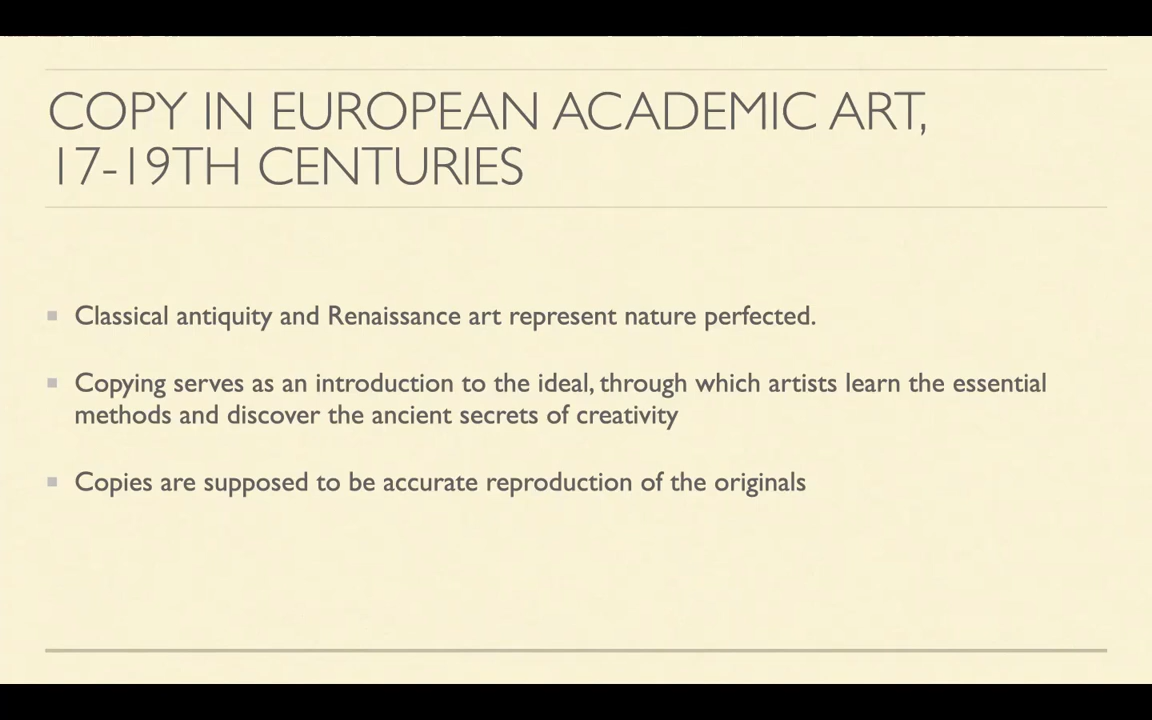 COPY IN EUROPEAN ACADEMIC ART,
17-19TH CENTURIES
Classical antiquity and Renaissance art represent nature perfected.
Copying serves as an introduction to the ideal, through which artists learn the essential
methods and discover the ancient secrets of creativity
Copies are supposed to be accurate reproduction of the originals